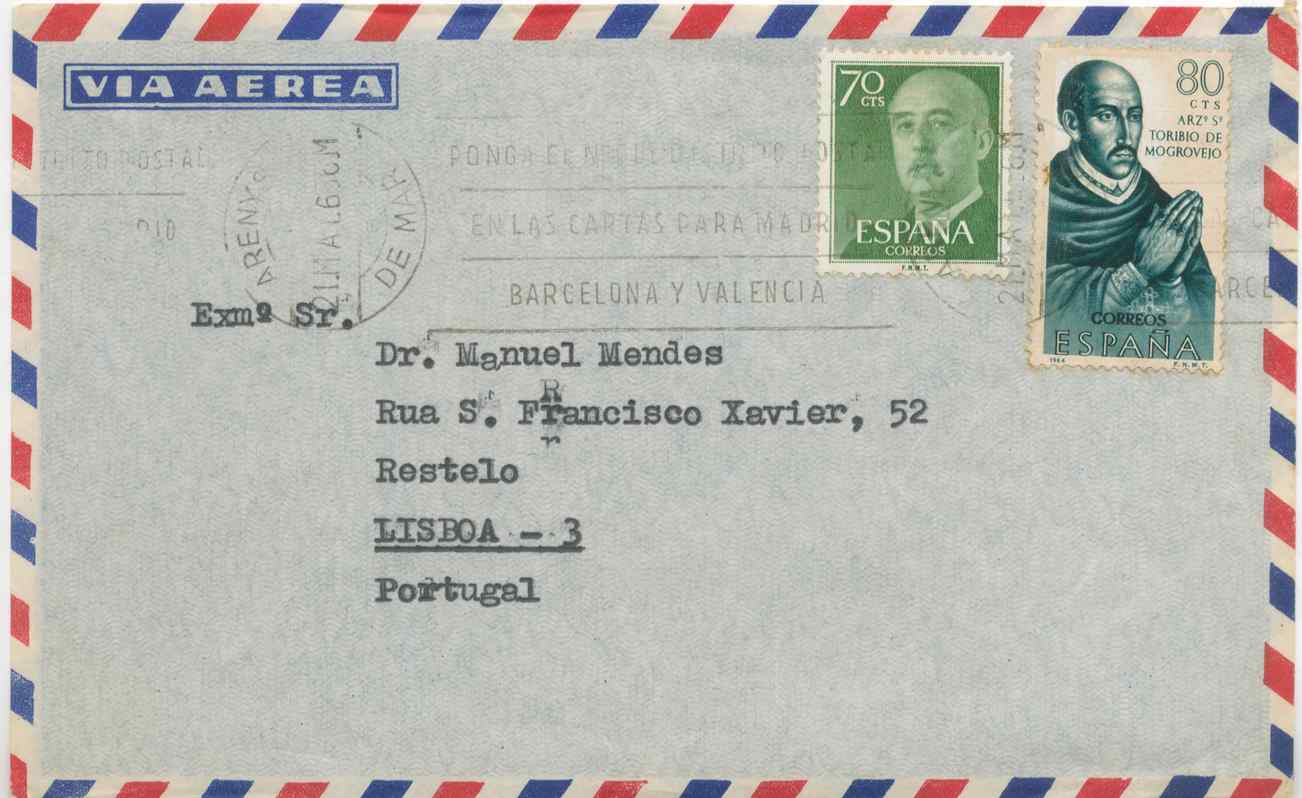 VIA AEREA
70
CTS
ESPAÑA
CORREOS
F.N.M.T.
80
CTS
ARZº Sº
TORIBIO DE
MOGROVEJO
CORREOS
ESPAÑA
1964
F.N.M.T.
POSTAL
ARENYS
DE MAR
PONGA EL
EN LAS CARTAS PARA MADRID
BARCELONA Y VALENCIA
Exmº Sr.
Dr. Manuel Mendes
Rua S. Francisco Xavier, 52
Restelo
LISBOA - 3
Portugal